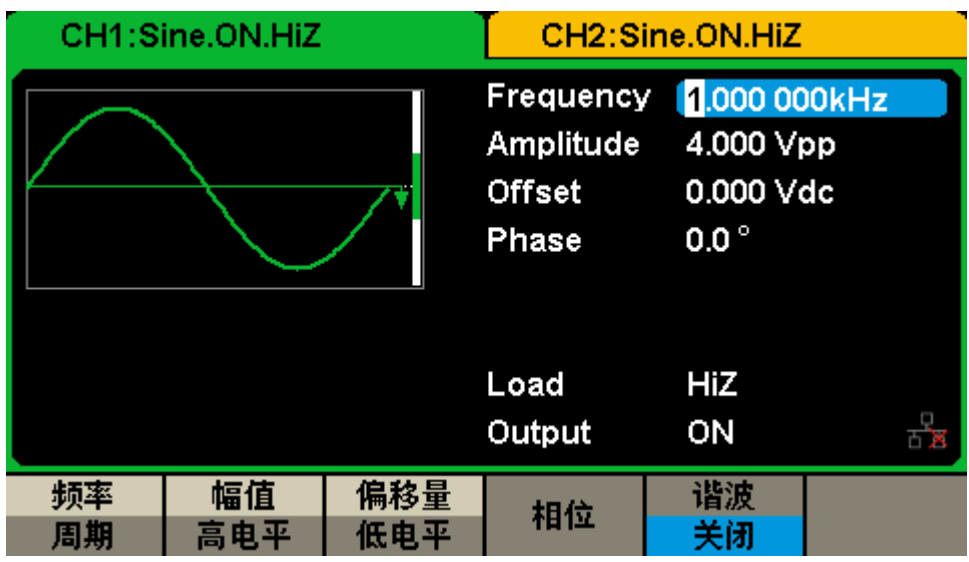 CH1:Sine.ON.HiZ
CH2:Sine.ON.HiZ
Frequency 1.000 000kHz
Amplitude 4.000 Vpp
Offset 0.000 Vdc
Phase 0.0 °
Load HiZ
Output ON
频率 幅值 偏移量 相位 谐波
周期 高电平 低电平 关闭